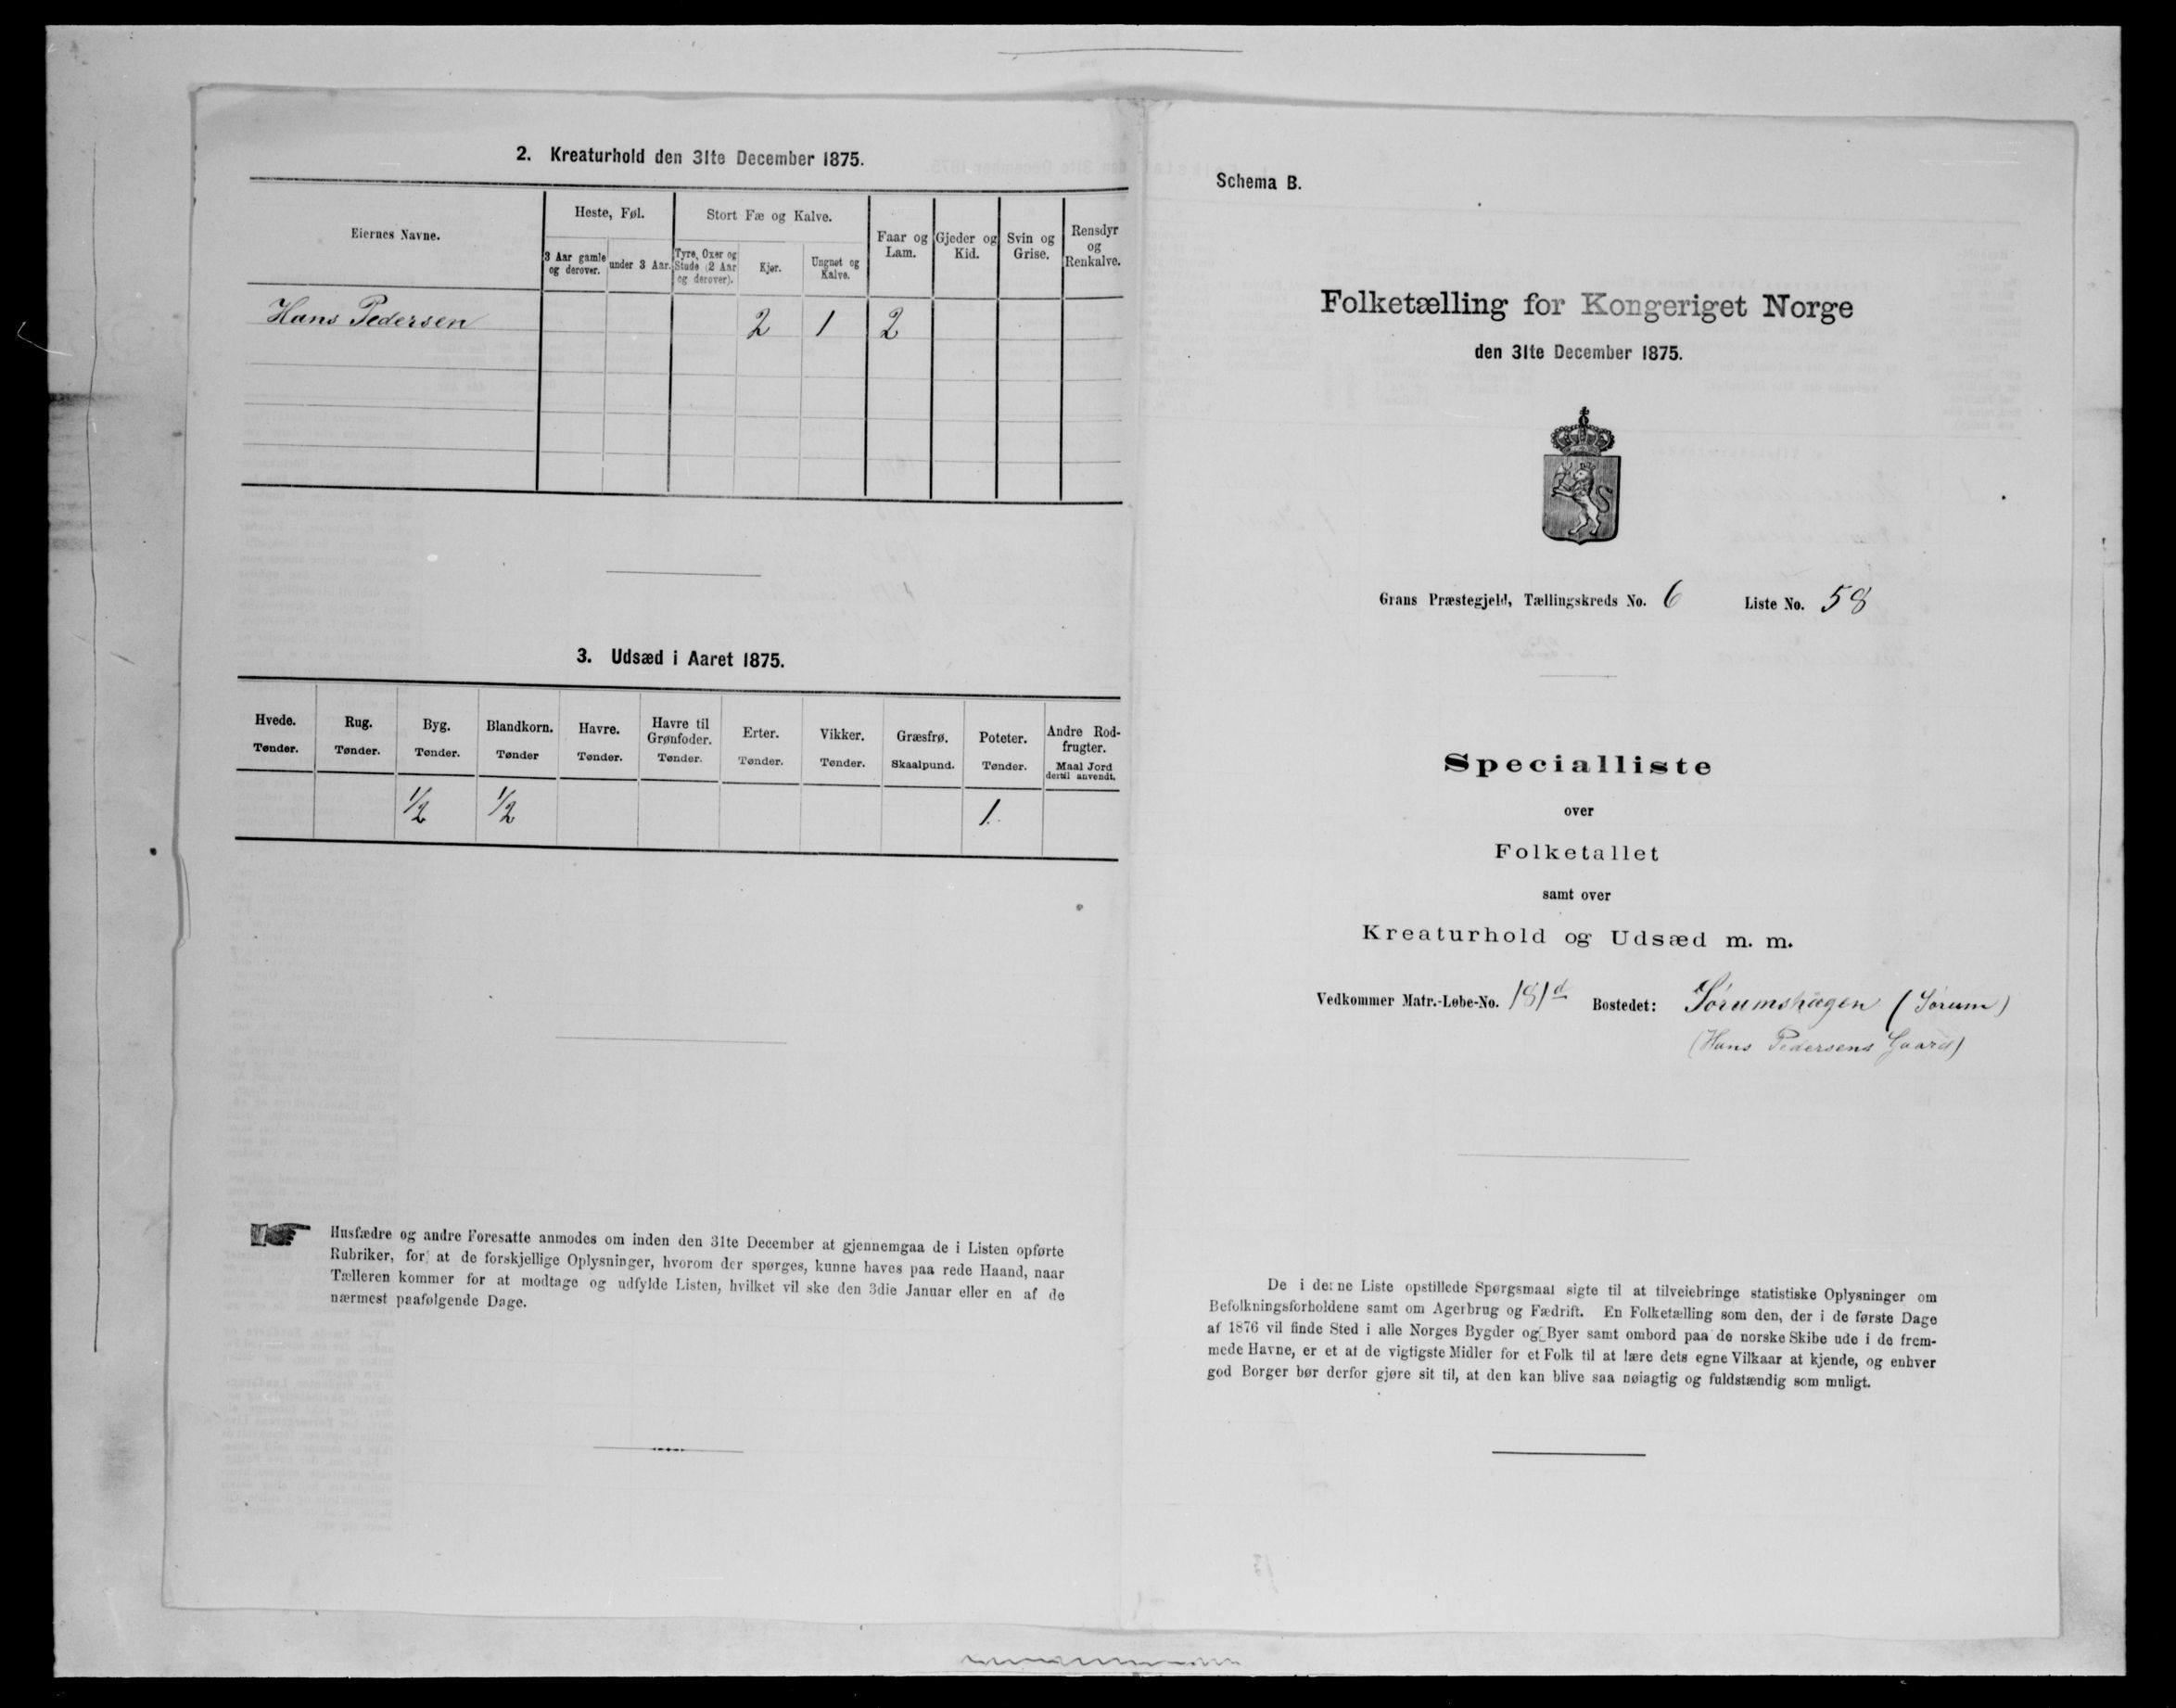 2. Kreaturhold den 31te December 1875.
Eiernes Navne.
Heste, Føl.
Stort Fæ og Kalve.
Faar og Lam.
Gjeder og Kid.
Svin og Grise.
Rensdyr og Renkalve.
3 Aar gamle og derover.
under 3 Aar.
Tyre, Oxer og Stude (2 Aar og derover).
Kjør.
Ungnøt og Kalve.
Hans Pedersen 2 1 2
3. Udsæd i Aaret 1875.
Hvede. Rug. Byg. Blandkorn. Havre. Havre til Grønfoder. Erter. Vikker. Græsfrø. Poteter. Andre Rodfrugter.
Tønder. Tønder. Tønder. Tønder Tønder. Tønder. Tønder. Tønder. Skaalpund. Tønder. Maal Jord dertil anvendt.
1/2 1/2 1.
Husfædre og andre Foresatte anmodes om inden den 31te December at gjennemgaa de i Listen opførte
Rubriker, for at de forskjellige Oplysninger, hvorom der spørges, kunne haves paa rede Haand, naar
Tælleren kommer for at modtage og udfylde Listen, hvilket vil ske den 3die Januar eller en af de
nærmest paafølgende Dage.
Schema B.
Folketælling for Kongeriget Norge
den 31te December 1875.
Grans Præstegjeld, Tællingskreds No. 6 Liste No. 58
Specialliste
over
Folketallet
samt over
Kreaturhold og Udsæd m. m.
Vedkommer Matr.-Løbe-No. 181d Bostedet: Sørumshagen (Sørum)
(Hans Pedersens Gaard)
De i denne Liste opstillede Spørgsmaal sigte til at tilveiebringe statistiske Oplysninger om
Befolkningsforholdene samt om Agerbrug og Fædrift. En Folketælling som den, der i de første Dage
af 1876 vil finde Sted i alle Norges Bygder og Byer samt ombord paa de norske Skibe ude i de frem-
mede Havne, er et af de vigtigste Midler for et Folk til at lære dets egne Vilkaar at kjende, og enhver
god Borger bør derfor gjøre sit til, at den kan blive saa nøiagtig og fuldstændig som muligt.